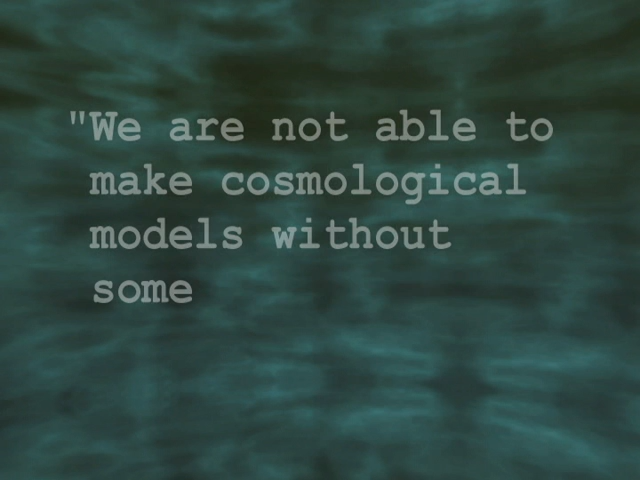 "We are not able to
make cosmological
models without
some